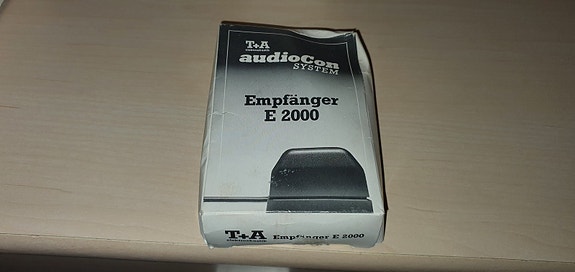 T+A
audiocon
SYSTEM
Empfänger
E 2000
T+A Empfänger E 2000